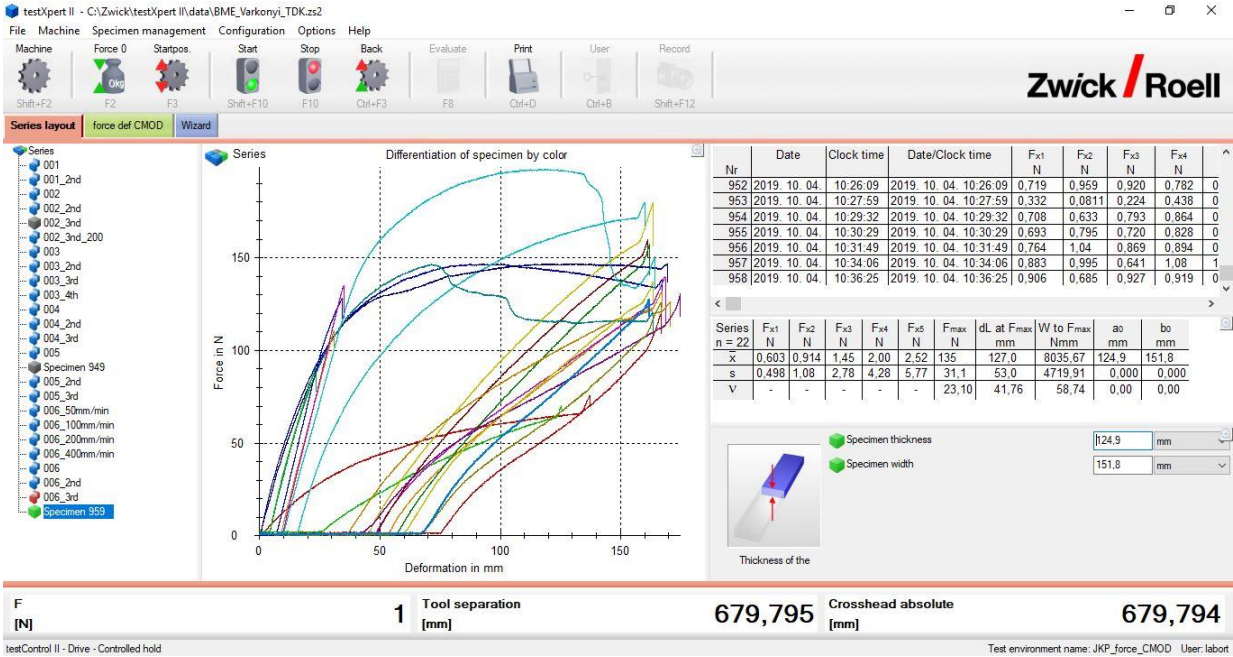 testXpert II - C:\Zwick\testXpert II\data\BME_Varkonyi_TDK.zs2
File Machine Specimen management Configuration Options Help
Machine Force 0 Startpos. Start Stop Back Evaluate Print User Record
0kg
Shift+F2 F2 F3 Shift+F10 F10 Ctrl+F3 F8 Ctrl+D Ctrl+B Shift+F12
Zwick / Roell
Series layout force def CMOD Wizard
Series
001
001_2nd
002
002_2nd
002_3nd
002_3nd_200
003
003_2nd
003_3rd
003_4th
004
004_2nd
004_3rd
005
Specimen 949
005_2nd
005_3rd
006_50mm/min
006_100mm/min
006_200mm/min
006_400mm/min
006
006_2nd
006_3rd
Specimen 959
Series Differentiation of specimen by color
Force in N
150
100
50
0
0 50 100 150
Deformation in mm
Date Clock time Date/Clock time Fx1 Fx2 Fx3 Fx4
Nr N N N N
952 2019. 10. 04. 10:26:09 2019. 10. 04. 10:26:09 0,719 0,959 0,920 0,782 0
953 2019. 10. 04. 10:27:59 2019. 10. 04. 10:27:59 0,332 0,0811 0,224 0,438 0
954 2019. 10. 04. 10:29:32 2019. 10. 04. 10:29:32 0,708 0,633 0,793 0,864 0
955 2019. 10. 04. 10:30:29 2019. 10. 04. 10:30:29 0,693 0,795 0,720 0,828 0
956 2019. 10. 04. 10:31:49 2019. 10. 04. 10:31:49 0,764 1,04 0,869 0,894 0
957 2019. 10. 04. 10:34:06 2019. 10. 04. 10:34:06 0,883 0,995 0,641 1,08 1
958 2019. 10. 04. 10:36:25 2019. 10. 04. 10:36:25 0,906 0,685 0,927 0,919 0
Series Fx1 Fx2 Fx3 Fx4 Fx5 Fmax dL at Fmax W to Fmax a0 b0
n = 22 N N N N N N mm Nmm mm mm
x̅ 0,603 0,914 1,45 2,00 2,52 135 127,0 8035,67 124,9 151,8
s 0,498 1,08 2,78 4,28 5,77 31,1 53,0 4719,91 0,000 0,000
ν - - - - - 23,10 41,76 58,74 0,00 0,00
Specimen thickness 124,9 mm
Specimen width 151,8 mm
Thickness of the
F
[N] 1
Tool separation
[mm] 679,795
Crosshead absolute
[mm] 679,794
testControl II - Drive - Controlled hold Test environment name: JKP_force_CMOD User: labort